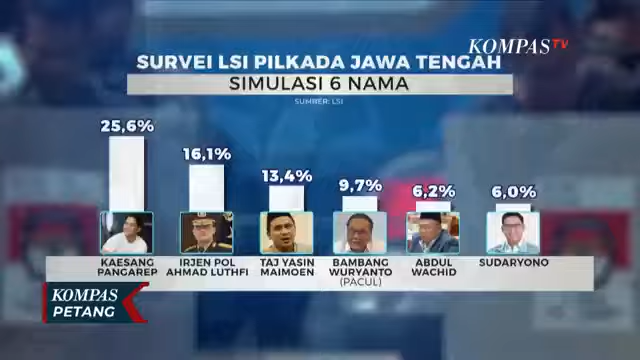 KOMPAS TV
SURVEI LSI PILKADA JAWA TENGAH
SIMULASI 6 NAMA
SUMBER: LSI
25,6%
16,1%
13,4%
9,7%
6,2%
6,0%
KAESANG
PANGAREP
IRJEN POL
AHMAD LUTHFI
TAJ YASIN
MAIMOEN
BAMBANG
WURYANTO
(PACUL)
ABDUL
WACHID
SUDARYONO
KOMPAS
PETANG